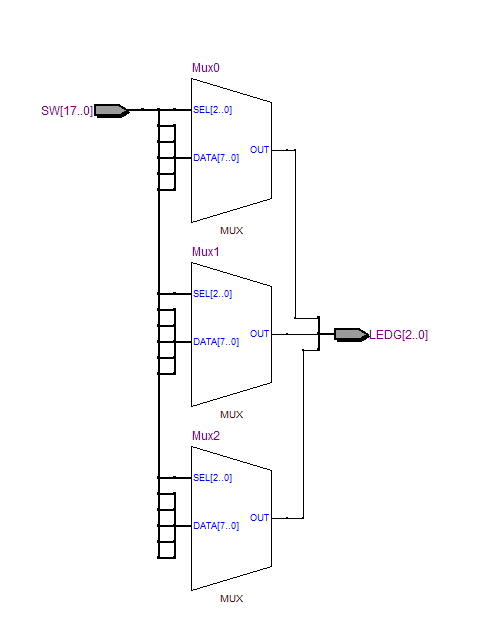 Mux0
SW[17..0]
SEL[2..0]
DATA[7..0]
OUT
MUX
Mux1
SEL[2..0]
DATA[7..0]
OUT
LEDG[2..0]
MUX
Mux2
SEL[2..0]
DATA[7..0]
OUT
MUX